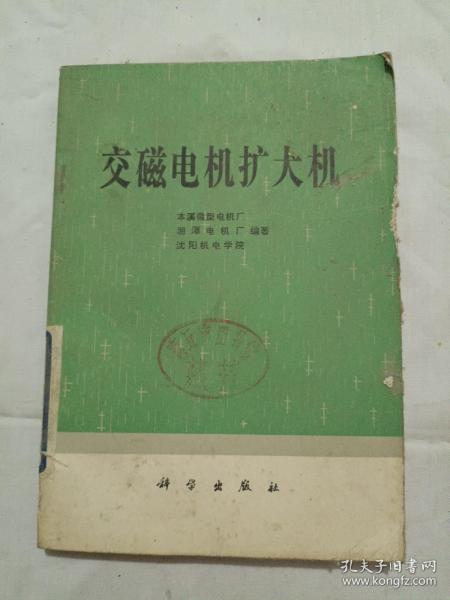 交磁电机扩大机
本溪微型电机厂
湘潭电机厂 编著
沈阳机电学院
科学出版社
孔夫子旧书网
www.kongfz.com